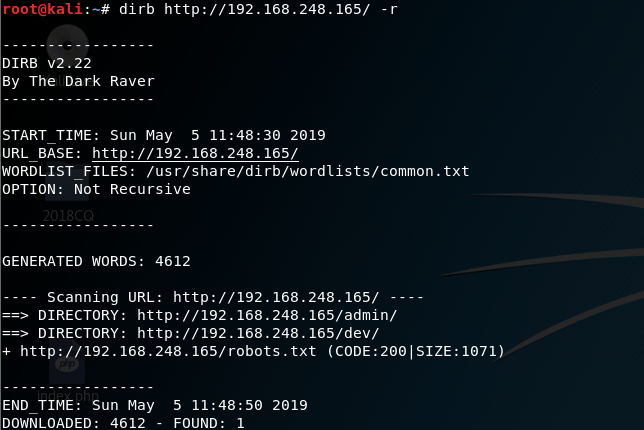 root@kali:~# dirb http://192.168.248.165/ -r
-----------------
DIRB v2.22
By The Dark Raver
-----------------
START_TIME: Sun May  5 11:48:30 2019
URL_BASE: http://192.168.248.165/
WORDLIST_FILES: /usr/share/dirb/wordlists/common.txt
OPTION: Not Recursive
2018CQ
-----------------
GENERATED WORDS: 4612
---- Scanning URL: http://192.168.248.165/ ----
==> DIRECTORY: http://192.168.248.165/admin/
==> DIRECTORY: http://192.168.248.165/dev/
+ http://192.168.248.165/robots.txt (CODE:200|SIZE:1071)
php
-----------------
index.php
END_TIME: Sun May  5 11:48:50 2019
DOWNLOADED: 4612 - FOUND: 1